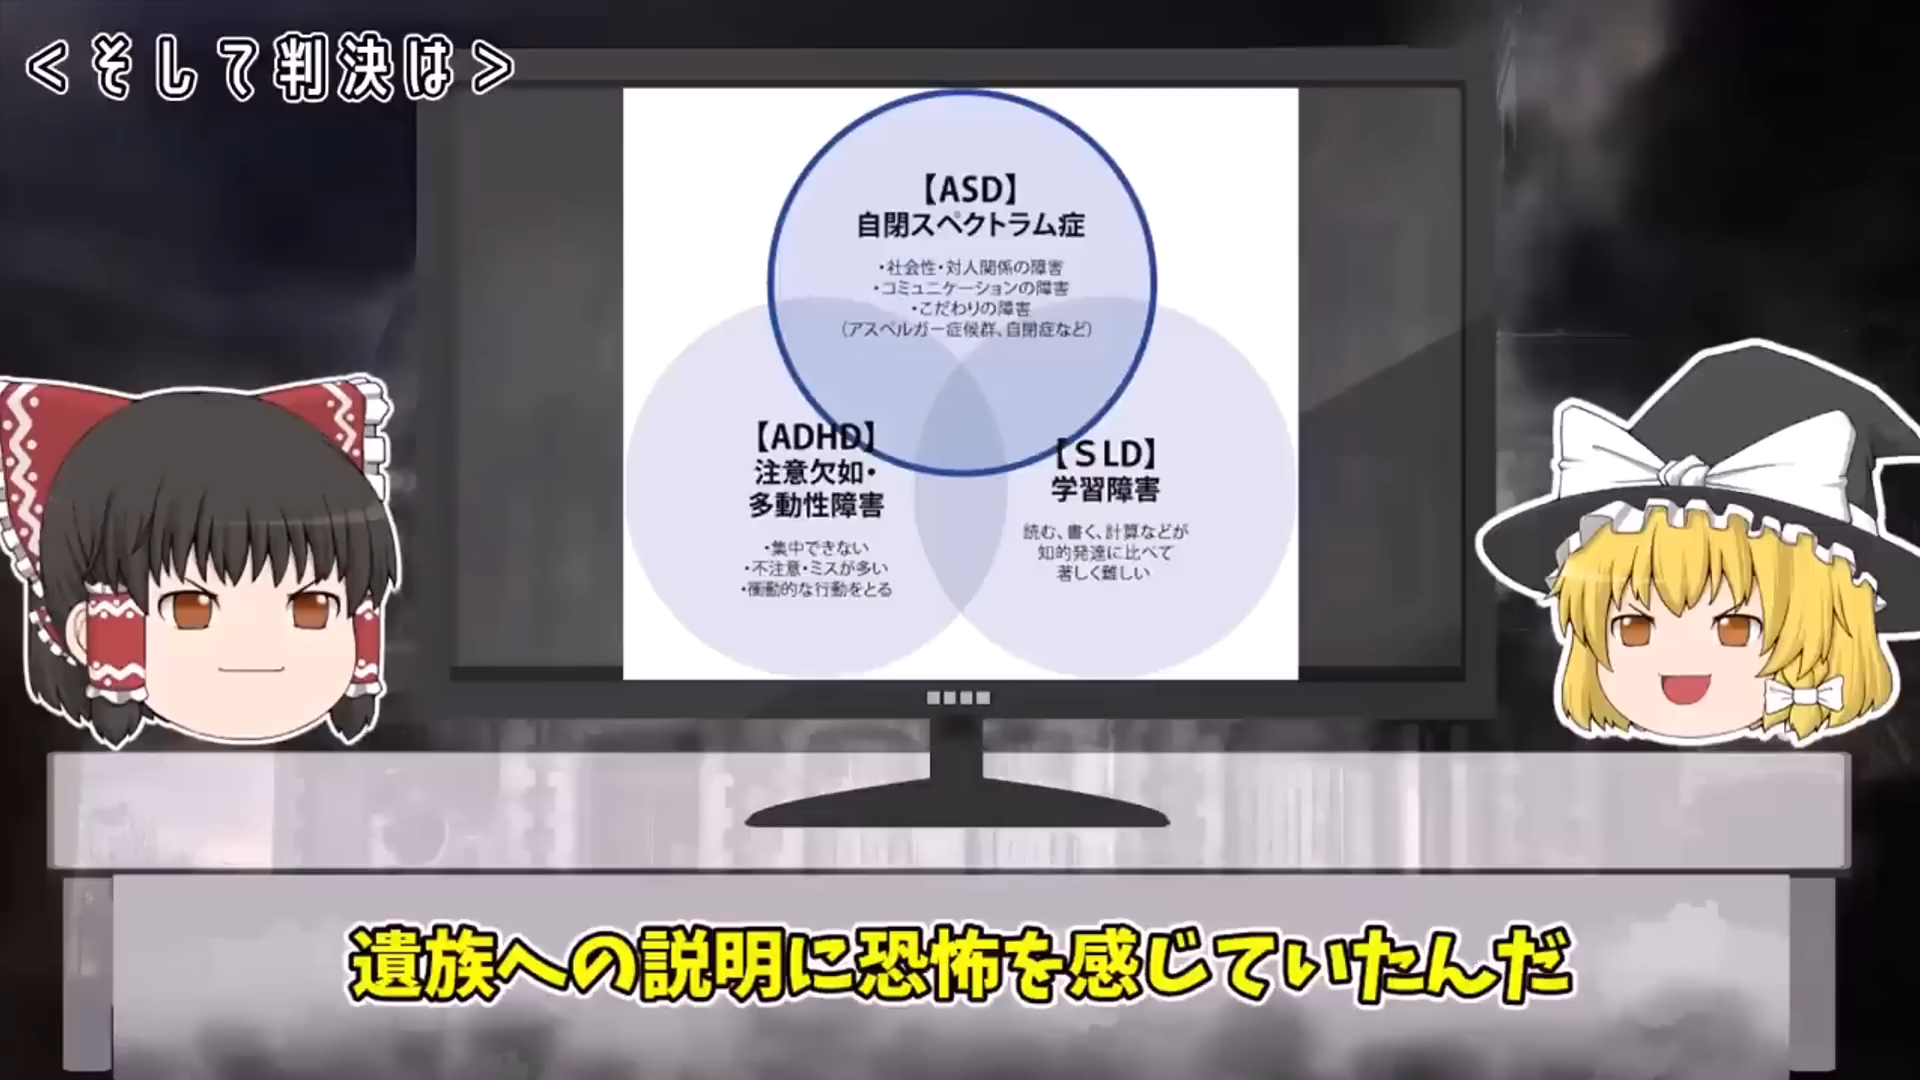 ＜そして判決は＞
【ASD】
自閉スペクトラム症
・社会性・対人関係の障害
・コミュニケーションの障害
・こだわりの障害
（アスペルガー症候群、自閉症など）
【ADHD】
注意欠如・
多動性障害
・集中できない
・不注意・ミスが多い
・衝動的な行動をとる
【ＳLD】
学習障害
読む、書く、計算などが
知的発達に比べて
著しく難しい
遺族への説明に恐怖を感じていたんだ